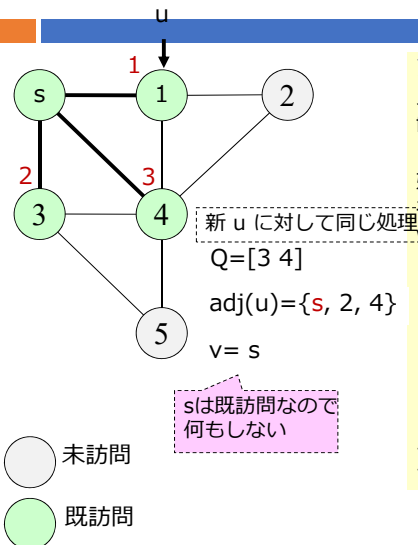 u
1
s
1
2
2
3
3
4
新 u に対して同じ処理
Q=[3 4]
adj(u)={s, 2, 4}
5
v= s
sは既訪問なので
何もしない
未訪問
既訪問